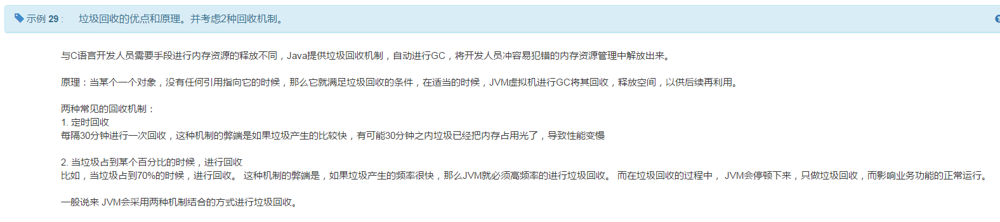 示例 29 : 垃圾回收的优点和原理。并考虑2种回收机制。
与C语言开发人员需要手段进行内存资源的释放不同，Java提供垃圾回收机制，自动进行GC，将开发人员冲容易犯错的内存资源管理中解放出来。
原理：当某个一个对象，没有任何引用指向它的时候，那么它就满足垃圾回收的条件，在适当的时候，JVM虚拟机进行GC将其回收，释放空间，以供后续再利用。
两种常见的回收机制：
1. 定时回收
每隔30分钟进行一次回收，这种机制的弊端是如果垃圾产生的比较快，有可能30分钟之内垃圾已经把内存占用光了，导致性能变慢
2. 当垃圾占到某个百分比的时候，进行回收
比如，当垃圾占到70%的时候，进行回收。 这种机制的弊端是，如果垃圾产生的频率很快，那么JVM就必须高频率的进行垃圾回收。 而在垃圾回收的过程中， JVM会停顿下来，只做垃圾回收，而影响业务功能的正常运行。
一般说来 JVM会采用两种机制结合的方式进行垃圾回收。